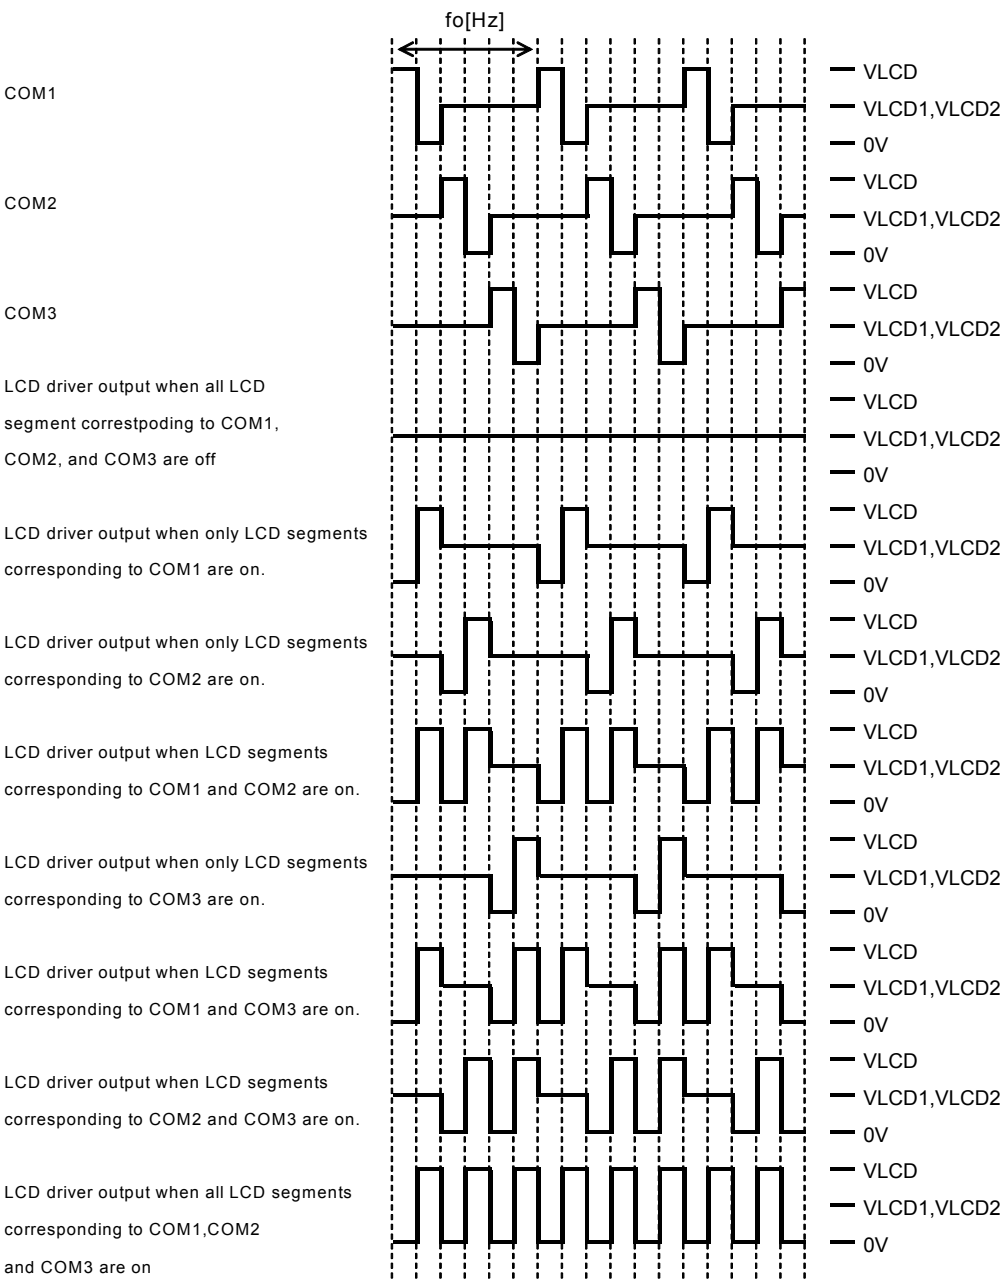 fo[Hz]
COM1
VLCD
VLCD1,VLCD2
0V
COM2
VLCD
VLCD1,VLCD2
0V
COM3
VLCD
VLCD1,VLCD2
0V
LCD driver output when all LCD
segment correstpoding to COM1,
COM2, and COM3 are off
VLCD
VLCD1,VLCD2
0V
LCD driver output when only LCD segments
corresponding to COM1 are on.
VLCD
VLCD1,VLCD2
0V
LCD driver output when only LCD segments
corresponding to COM2 are on.
VLCD
VLCD1,VLCD2
0V
LCD driver output when LCD segments
corresponding to COM1 and COM2 are on.
VLCD
VLCD1,VLCD2
0V
LCD driver output when only LCD segments
corresponding to COM3 are on.
VLCD
VLCD1,VLCD2
0V
LCD driver output when LCD segments
corresponding to COM1 and COM3 are on.
VLCD
VLCD1,VLCD2
0V
LCD driver output when LCD segments
corresponding to COM2 and COM3 are on.
VLCD
VLCD1,VLCD2
0V
LCD driver output when all LCD segments
corresponding to COM1,COM2
and COM3 are on
VLCD
VLCD1,VLCD2
0V